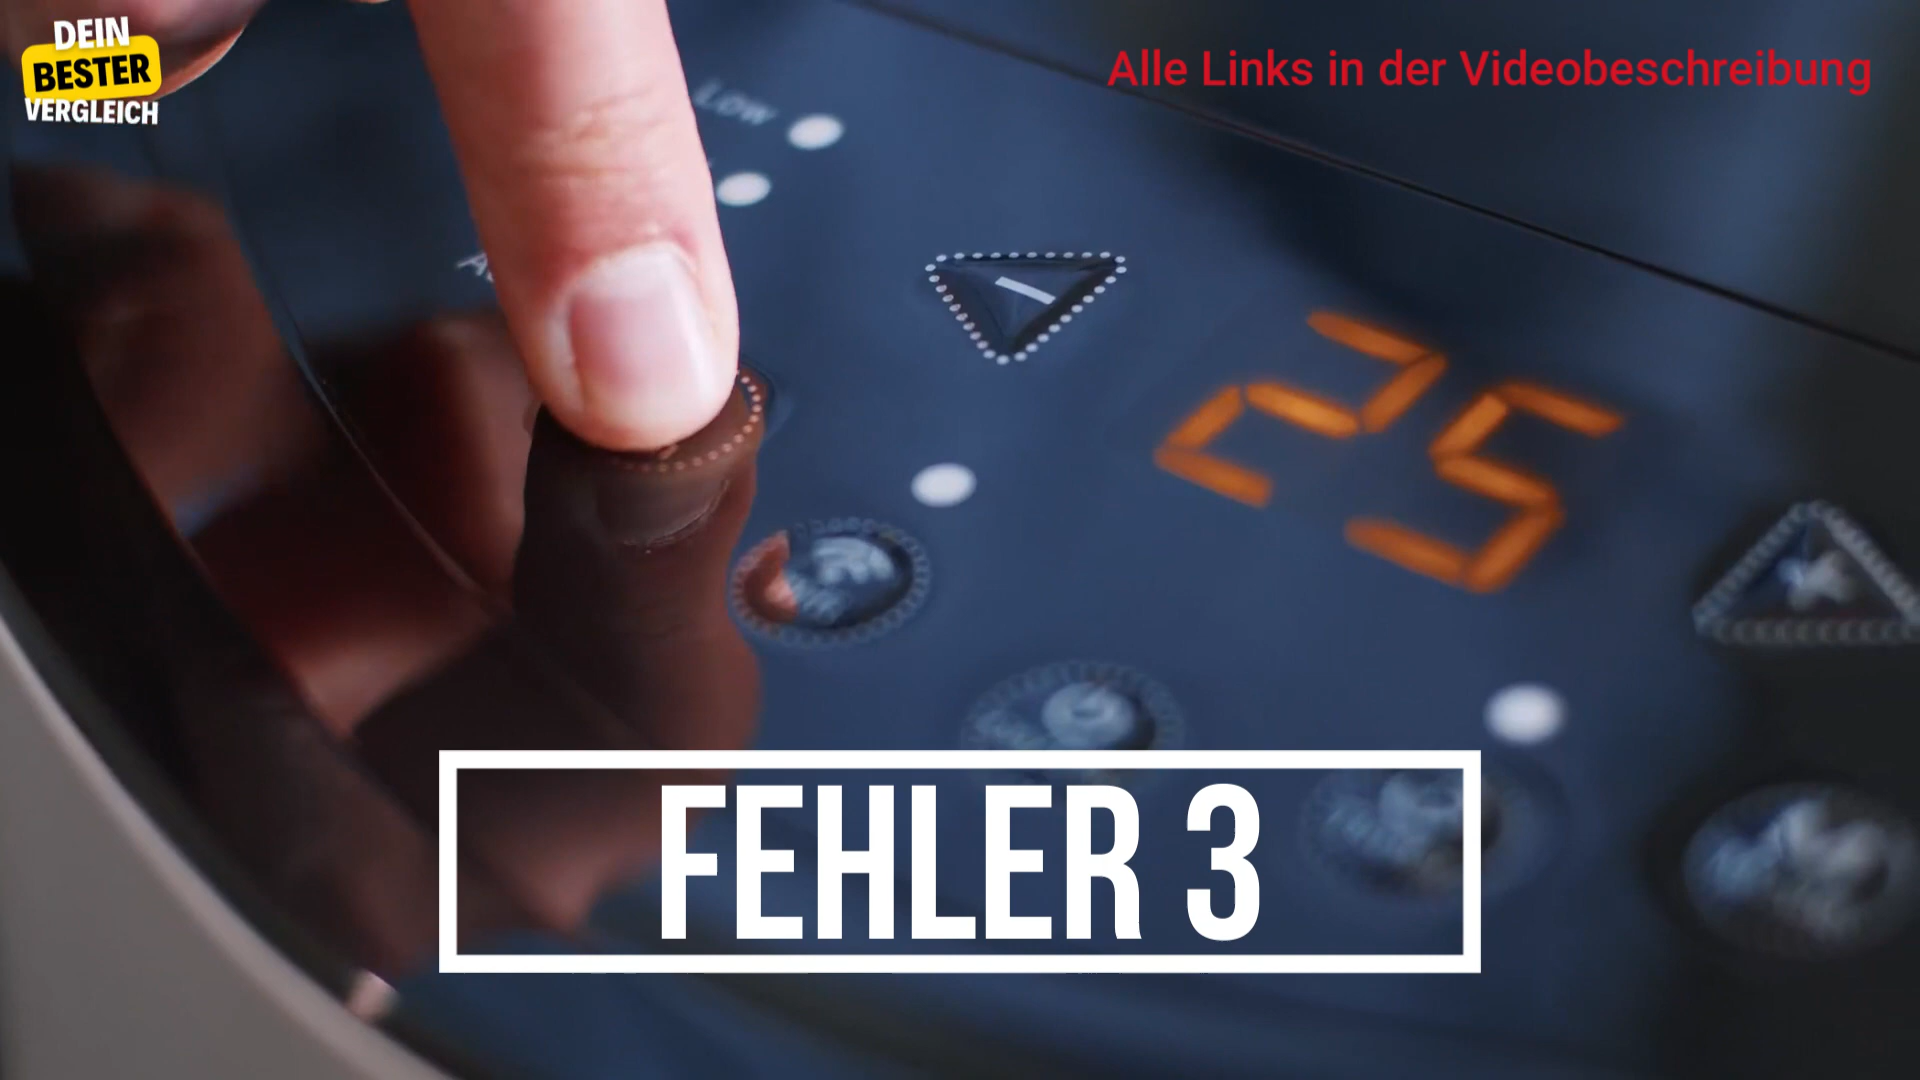 DEIN
BESTER
VERGLEICH
Alle Links in der Videobeschreibung
Low
25
FEHLER 3